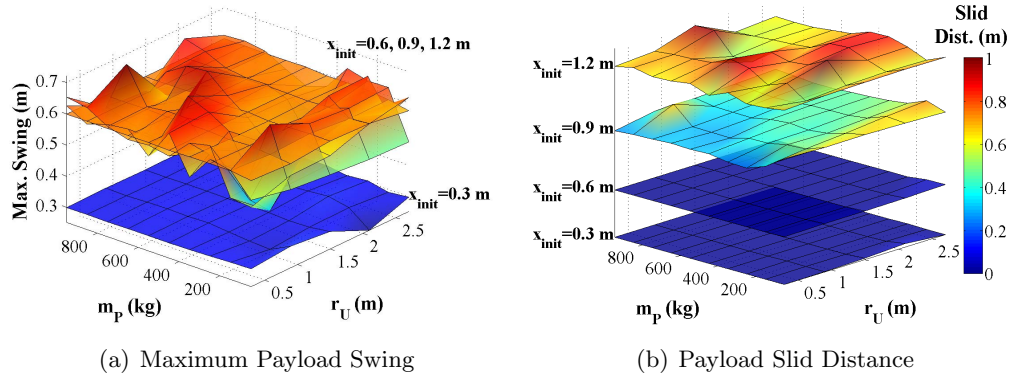 x_init=0.6, 0.9, 1.2 m
0.7
0.6
0.5
0.4
0.3
Max. Swing (m)
x_init=0.3 m
800
600
400
200
m_P (kg)
0.5
1
1.5
2
2.5
r_U (m)
(a) Maximum Payload Swing
Slid
Dist. (m)
x_init=1.2 m
x_init=0.9 m
x_init=0.6 m
x_init=0.3 m
1
0.8
0.6
0.4
0.2
0
800
600
400
200
m_P (kg)
0.5
1
1.5
2
2.5
r_U (m)
(b) Payload Slid Distance